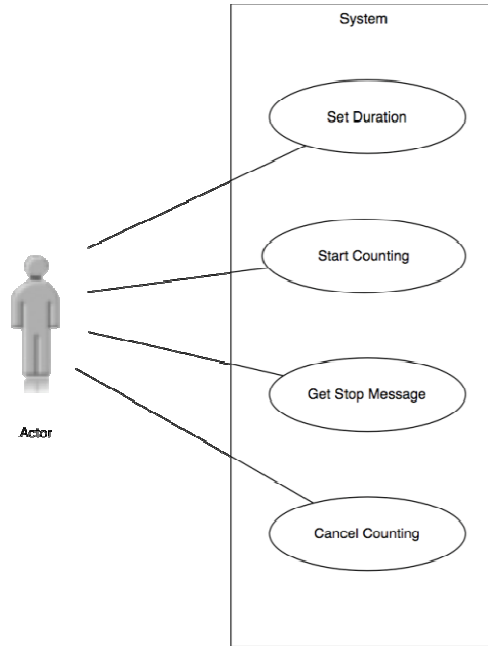 System
Set Duration
Start Counting
Get Stop Message
Actor
Cancel Counting